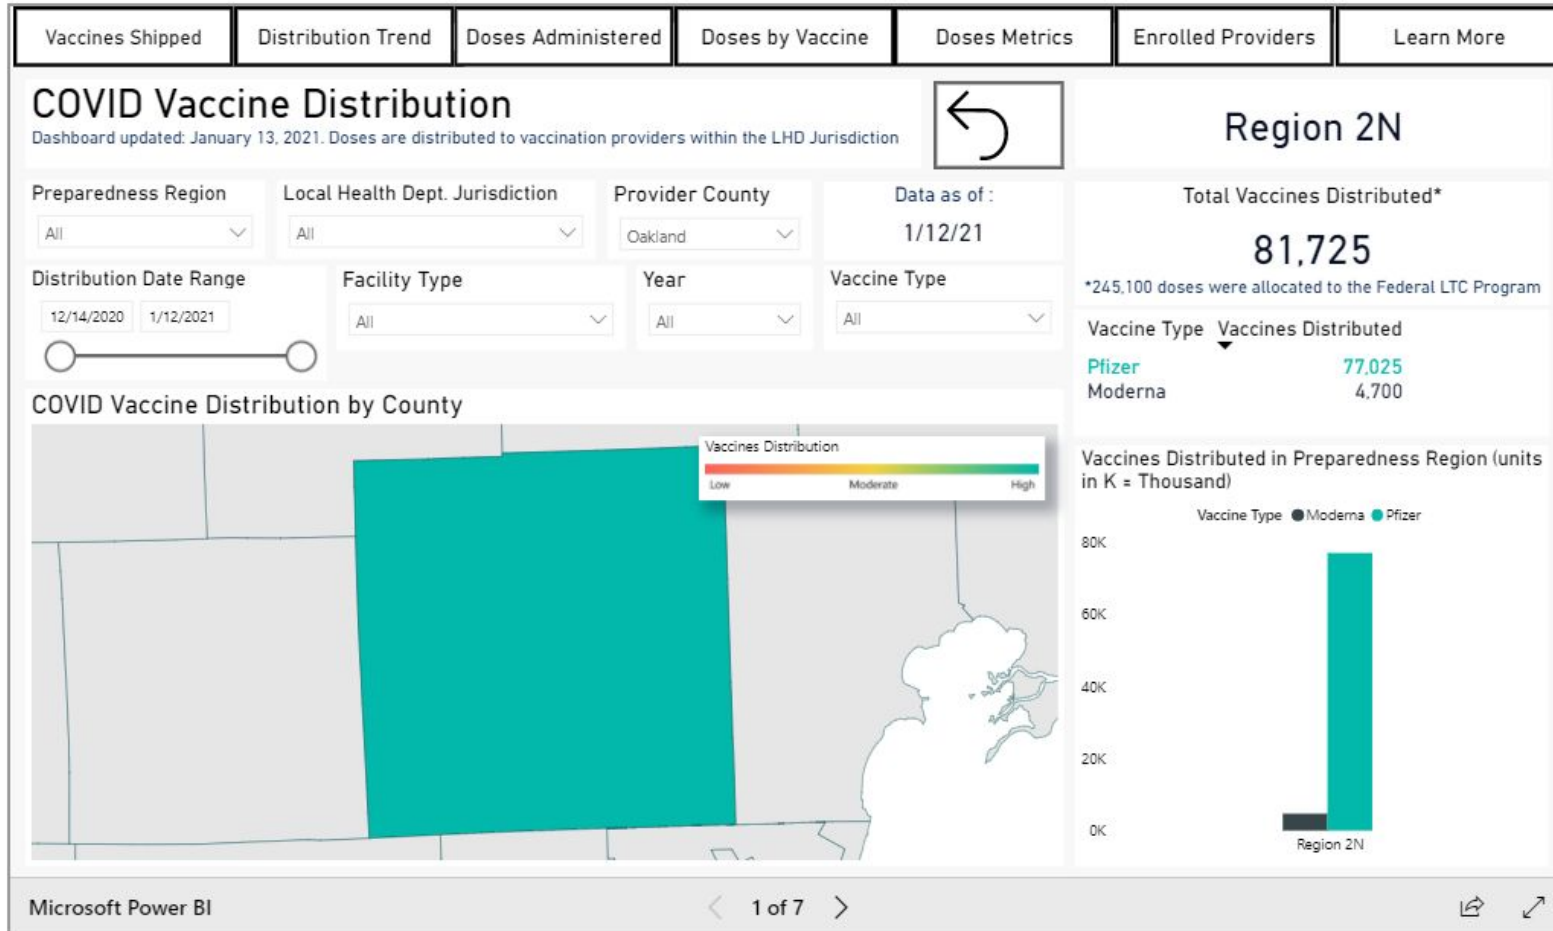 Vaccines Shipped
Distribution Trend
Doses Administered
Doses by Vaccine
Doses Metrics
Enrolled Providers
Learn More
COVID Vaccine Distribution
Dashboard updated: January 13, 2021. Doses are distributed to vaccination providers within the LHD Jurisdiction
Region 2N
Preparedness Region
All
Local Health Dept. Jurisdiction
All
Provider County
Oakland
Data as of :
1/12/21
Distribution Date Range
12/14/2020 1/12/2021
Facility Type
All
Year
All
Vaccine Type
All
Total Vaccines Distributed*
81,725
*245,100 doses were allocated to the Federal LTC Program
Vaccine Type Vaccines Distributed
Pfizer 77,025
Moderna 4,700
COVID Vaccine Distribution by County
Vaccines Distribution
Low Moderate High
Vaccines Distributed in Preparedness Region (units
in K = Thousand)
Vaccine Type Moderna Pfizer
80K
60K
40K
20K
0K
Region 2N
Microsoft Power BI
1 of 7